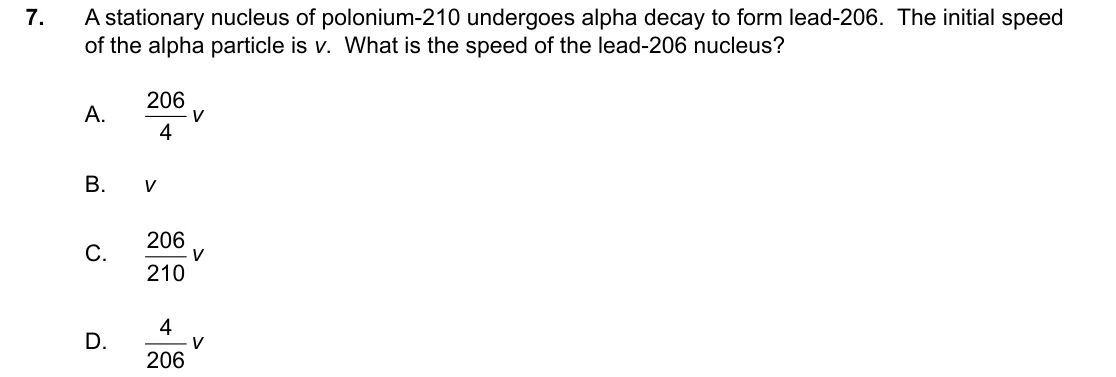 7. A stationary nucleus of polonium-210 undergoes alpha decay to form lead-206. The initial speed
of the alpha particle is v. What is the speed of the lead-206 nucleus?
A. 206/4 v
B. v
C. 206/210 v
D. 4/206 v